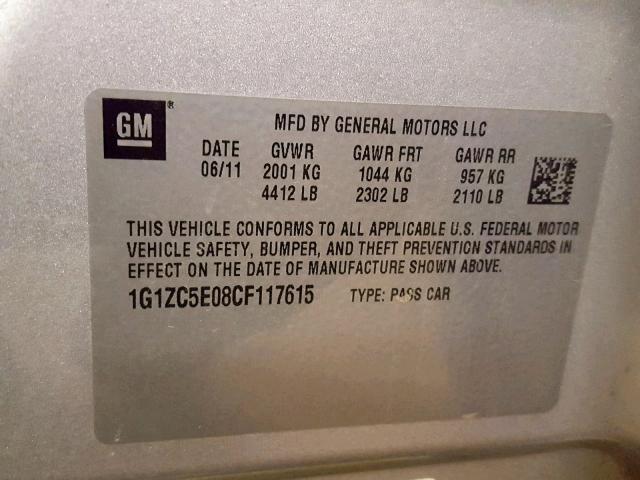 GM®
MFD BY GENERAL MOTORS LLC
DATE GVWR GAWR FRT GAWR RR
06/11 2001 KG 1044 KG 957 KG
4412 LB 2302 LB 2110 LB
THIS VEHICLE CONFORMS TO ALL APPLICABLE U.S. FEDERAL MOTOR
VEHICLE SAFETY, BUMPER, AND THEFT PREVENTION STANDARDS IN
EFFECT ON THE DATE OF MANUFACTURE SHOWN ABOVE.
1G1ZC5E08CF117615 TYPE: PASS CAR